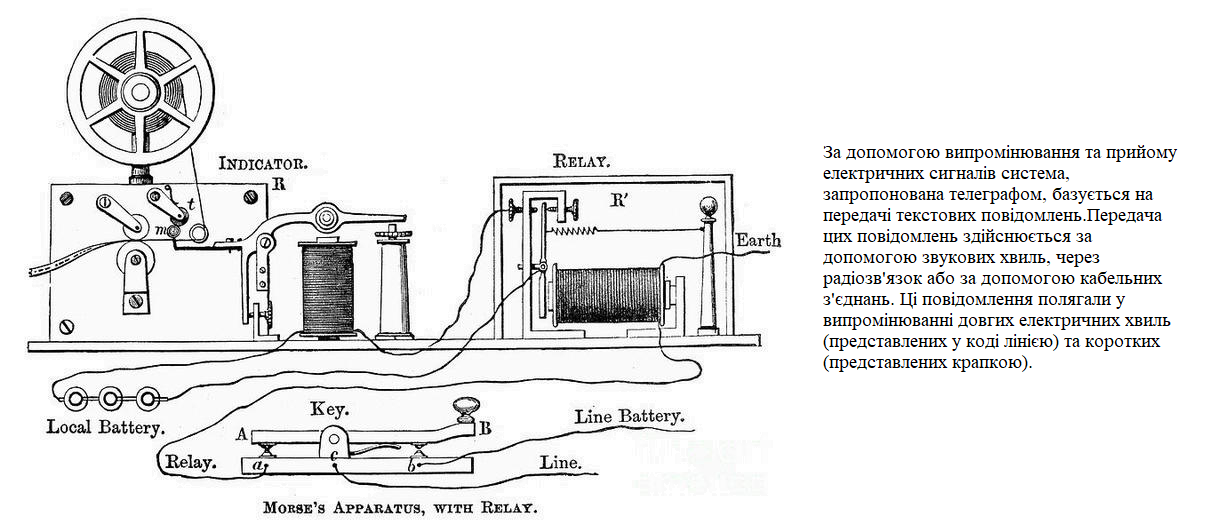 INDICATOR.
R
t
m
RELAY.
R'
Earth
Local Battery.
Key.
A
B
Line Battery.
Relay.
a
c
b
Line.
MORSE'S APPARATUS, WITH RELAY.
За допомогою випромінювання та прийому
електричних сигналів система,
запропонована телеграфом, базується на
передачі текстових повідомлень.Передача
цих повідомлень здійснюється за
допомогою звукових хвиль, через
радіозв'язок або за допомогою кабельних
з'єднань. Ці повідомлення полягали у
випромінюванні довгих електричних хвиль
(представлених у коді лінією) та коротких
(представлених крапкою).